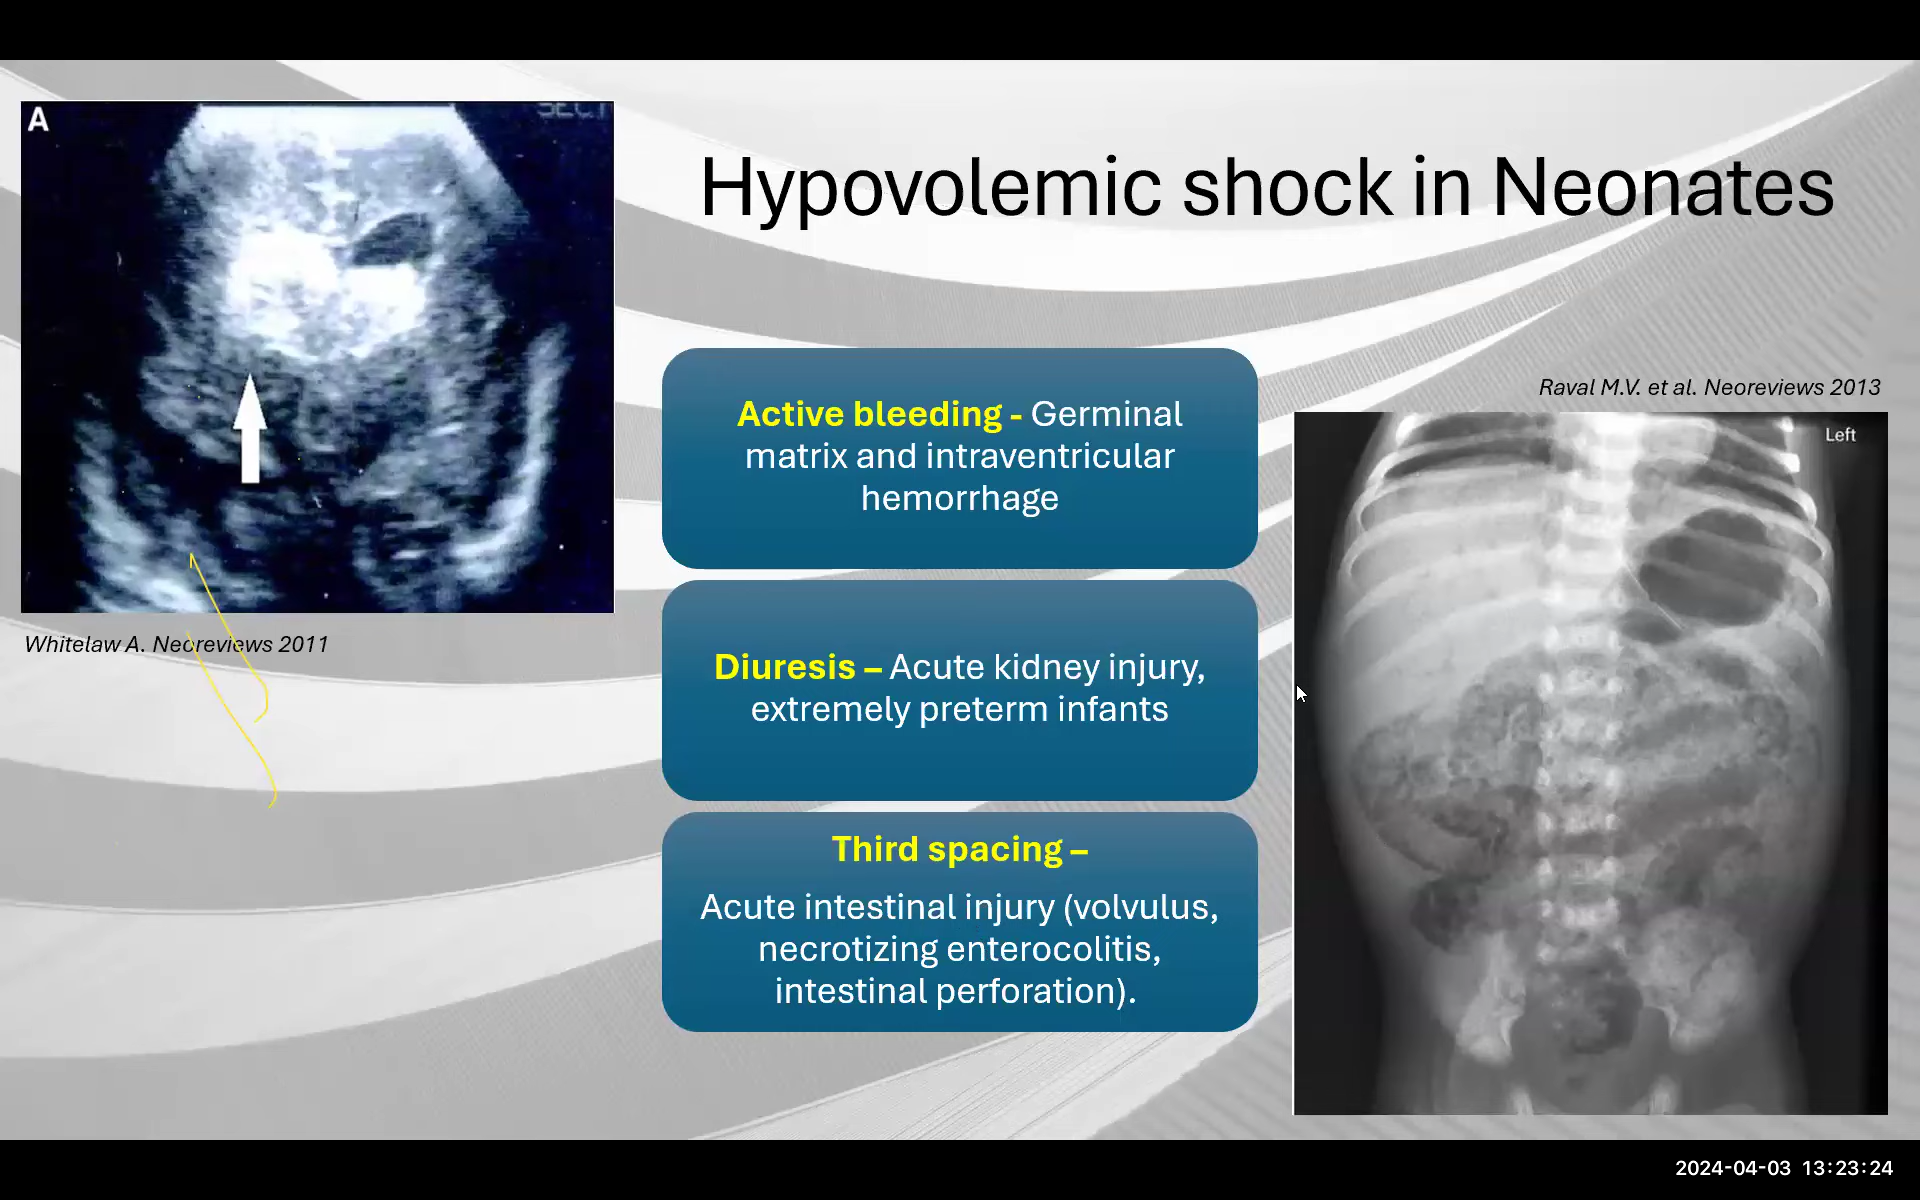 A
Hypovolemic shock in Neonates
Active bleeding - Germinal
matrix and intraventricular
hemorrhage
Raval M.V. et al. Neoreviews 2013
Left
Whitelaw A. Neoreviews 2011
Diuresis – Acute kidney injury,
extremely preterm infants
Third spacing –
Acute intestinal injury (volvulus,
necrotizing enterocolitis,
intestinal perforation).
2024-04-03 13:23:24